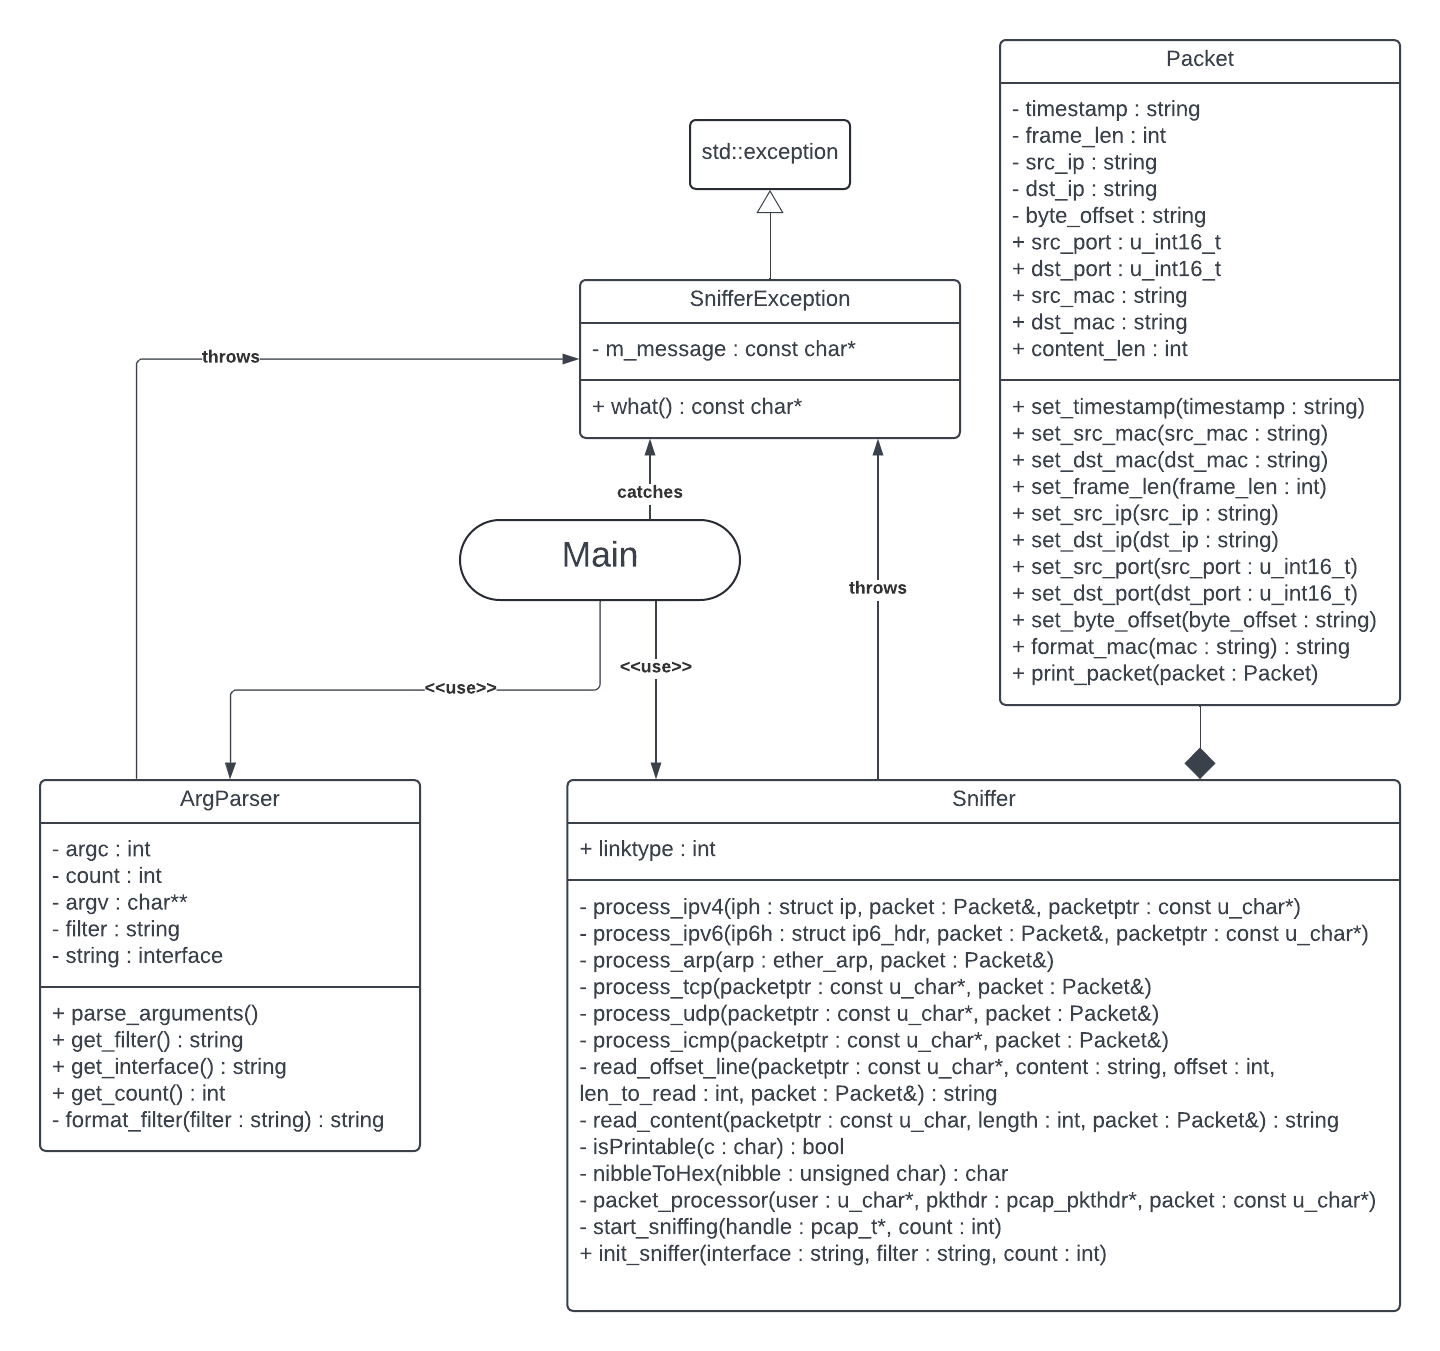 Packet
- timestamp : string
- frame_len : int
- src_ip : string
- dst_ip : string
- byte_offset : string
+ src_port : u_int16_t
+ dst_port : u_int16_t
+ src_mac : string
+ dst_mac : string
+ content_len : int
+ set_timestamp(timestamp : string)
+ set_src_mac(src_mac : string)
+ set_dst_mac(dst_mac : string)
+ set_frame_len(frame_len : int)
+ set_src_ip(src_ip : string)
+ set_dst_ip(dst_ip : string)
+ set_src_port(src_port : u_int16_t)
+ set_dst_port(dst_port : u_int16_t)
+ set_byte_offset(byte_offset : string)
+ format_mac(mac : string) : string
+ print_packet(packet : Packet)
std::exception
SnifferException
- m_message : const char*
+ what() : const char*
throws
catches
Main
throws
<<use>>
<<use>>
ArgParser
- argc : int
- count : int
- argv : char**
- filter : string
- string : interface
+ parse_arguments()
+ get_filter() : string
+ get_interface() : string
+ get_count() : int
- format_filter(filter : string) : string
Sniffer
+ linktype : int
- process_ipv4(iph : struct ip, packet : Packet&, packetptr : const u_char*)
- process_ipv6(ip6h : struct ip6_hdr, packet : Packet&, packetptr : const u_char*)
- process_arp(arp : ether_arp, packet : Packet&)
- process_tcp(packetptr : const u_char*, packet : Packet&)
- process_udp(packetptr : const u_char*, packet : Packet&)
- process_icmp(packetptr : const u_char*, packet : Packet&)
- read_offset_line(packetptr : const u_char*, content : string, offset : int,
len_to_read : int, packet : Packet&) : string
- read_content(packetptr : const u_char, length : int, packet : Packet&) : string
- isPrintable(c : char) : bool
- nibbleToHex(nibble : unsigned char) : char
- packet_processor(user : u_char*, pkthdr : pcap_pkthdr*, packet : const u_char*)
- start_sniffing(handle : pcap_t*, count : int)
+ init_sniffer(interface : string, filter : string, count : int)